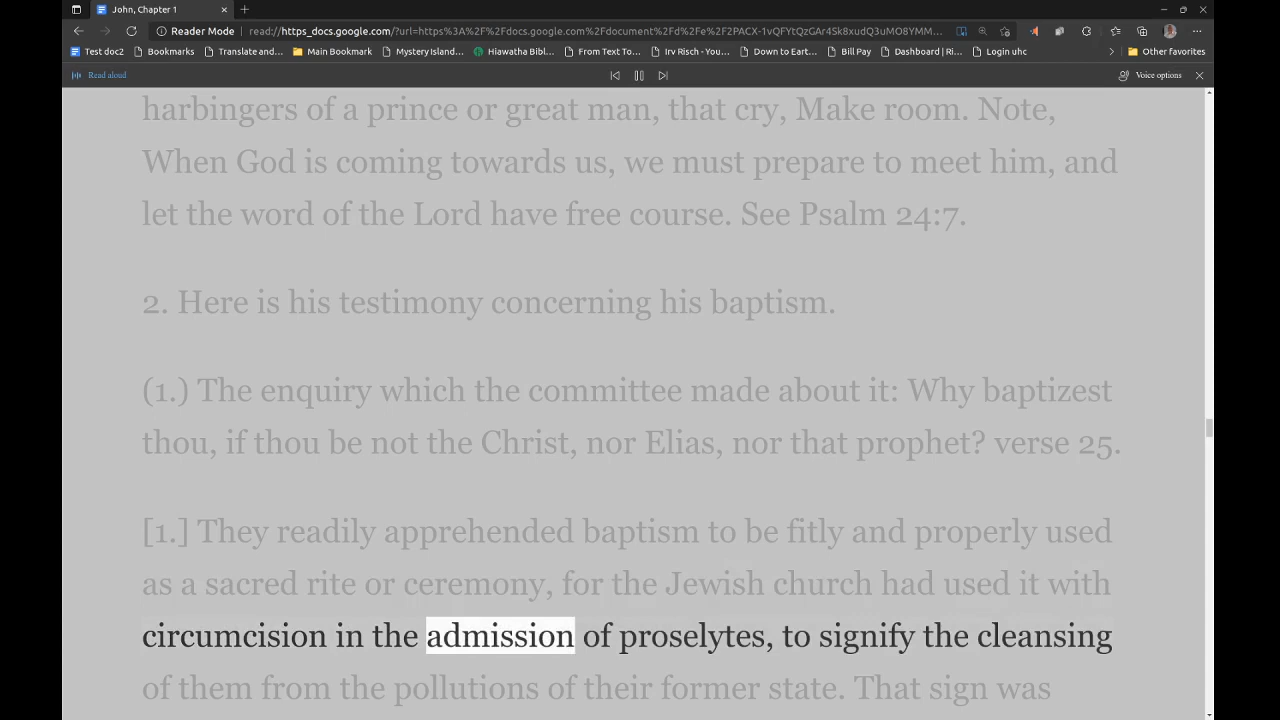 John, Chapter 1
Reader Mode
read://https_docs.google.com/?url=https%3A%2F%2Fdocs.google.com%2Fdocument%2Fd%2Fe%2F2PACX-1vQFYtQcGAr4Sk8xudQ3uMO8YMM...
Test doc2 Bookmarks Translate and... Main Bookmark Mystery Island... Hiawatha Bibl... From Text To... Irv Risch - You... Down to Eart... Bill Pay Dashboard | Ri... Login uhc Other favorites
Read aloud Voice options
harbingers of a prince or great man, that cry, Make room. Note,
When God is coming towards us, we must prepare to meet him, and
let the word of the Lord have free course. See Psalm 24:7.
2. Here is his testimony concerning his baptism.
(1.) The enquiry which the committee made about it: Why baptizest
thou, if thou be not the Christ, nor Elias, nor that prophet? verse 25.
[1.] They readily apprehended baptism to be fitly and properly used
as a sacred rite or ceremony, for the Jewish church had used it with
circumcision in the admission of proselytes, to signify the cleansing
of them from the pollutions of their former state. That sign was